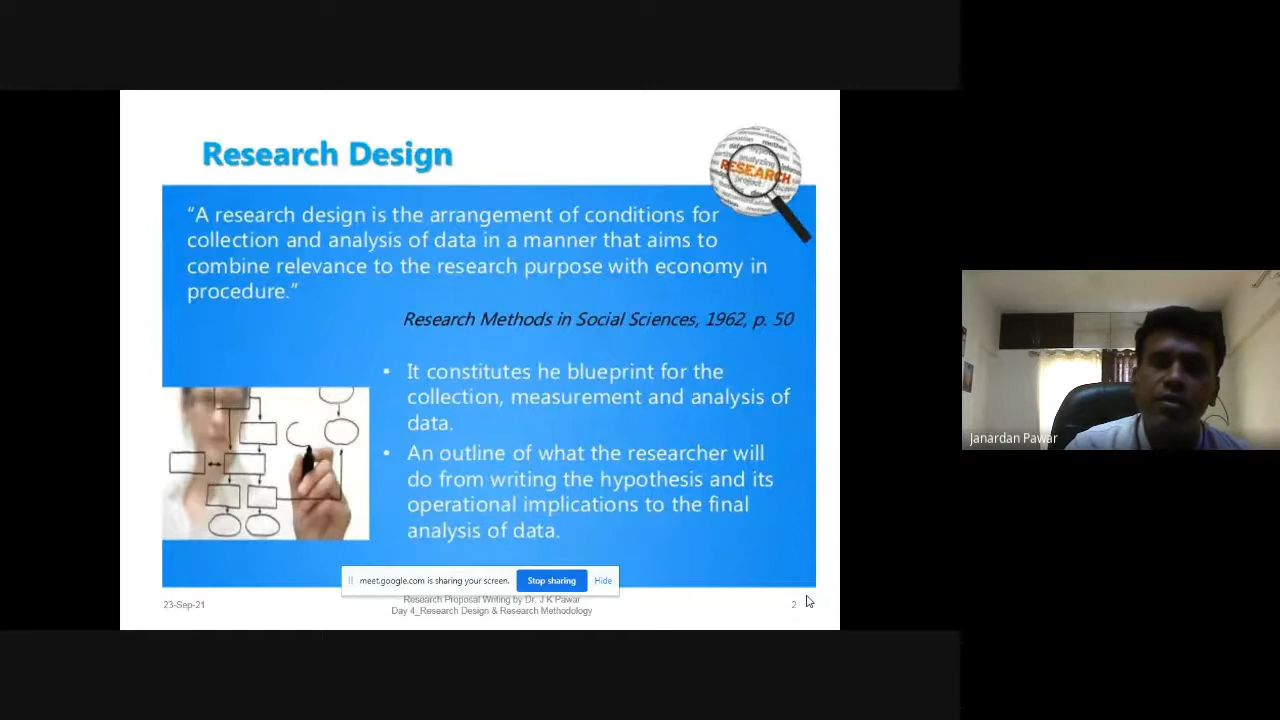 Research Design
RESEARCH
analyzing
project
method
“A research design is the arrangement of conditions for
collection and analysis of data in a manner that aims to
combine relevance to the research purpose with economy in
procedure.”
Research Methods in Social Sciences, 1962, p. 50
• It constitutes he blueprint for the
collection, measurement and analysis of
data.
• An outline of what the researcher will
do from writing the hypothesis and its
operational implications to the final
analysis of data.
Janardan Pawar
meet.google.com is sharing your screen. Stop sharing Hide
23-Sep-21
Research Proposal Writing by Dr. J K Pawar
Day 4_Research Design & Research Methodology
2